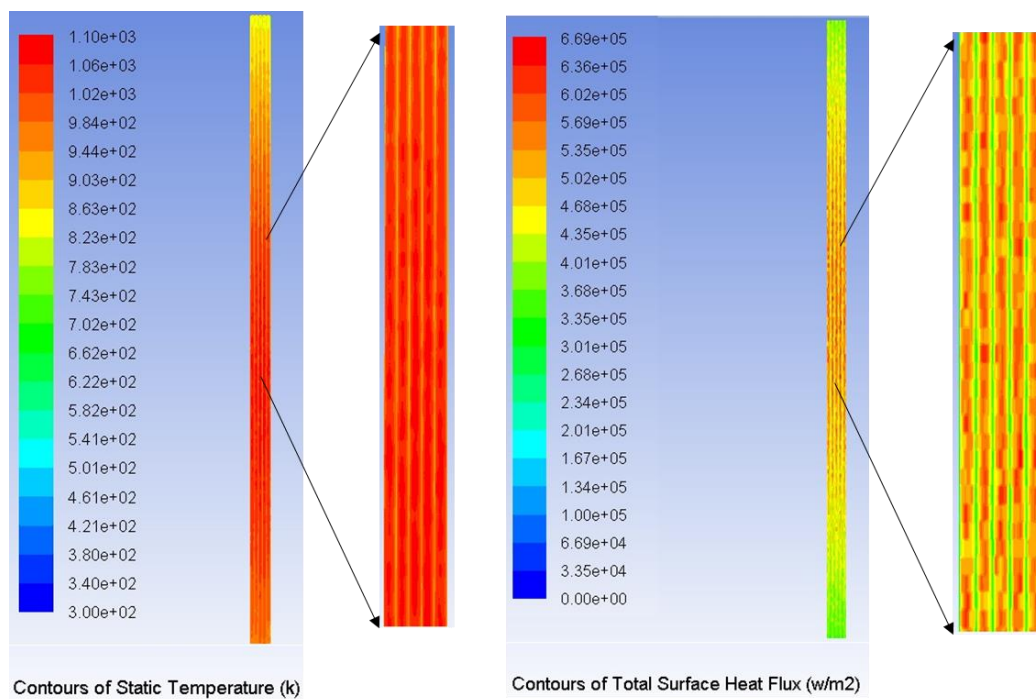 1.10e+03
1.06e+03
1.02e+03
9.84e+02
9.44e+02
9.03e+02
8.63e+02
8.23e+02
7.83e+02
7.43e+02
7.02e+02
6.62e+02
6.22e+02
5.82e+02
5.41e+02
5.01e+02
4.61e+02
4.21e+02
3.80e+02
3.40e+02
3.00e+02
Contours of Static Temperature (k)
6.69e+05
6.36e+05
6.02e+05
5.69e+05
5.35e+05
5.02e+05
4.68e+05
4.35e+05
4.01e+05
3.68e+05
3.35e+05
3.01e+05
2.68e+05
2.34e+05
2.01e+05
1.67e+05
1.34e+05
1.00e+05
6.69e+04
3.35e+04
0.00e+00
Contours of Total Surface Heat Flux (w/m2)